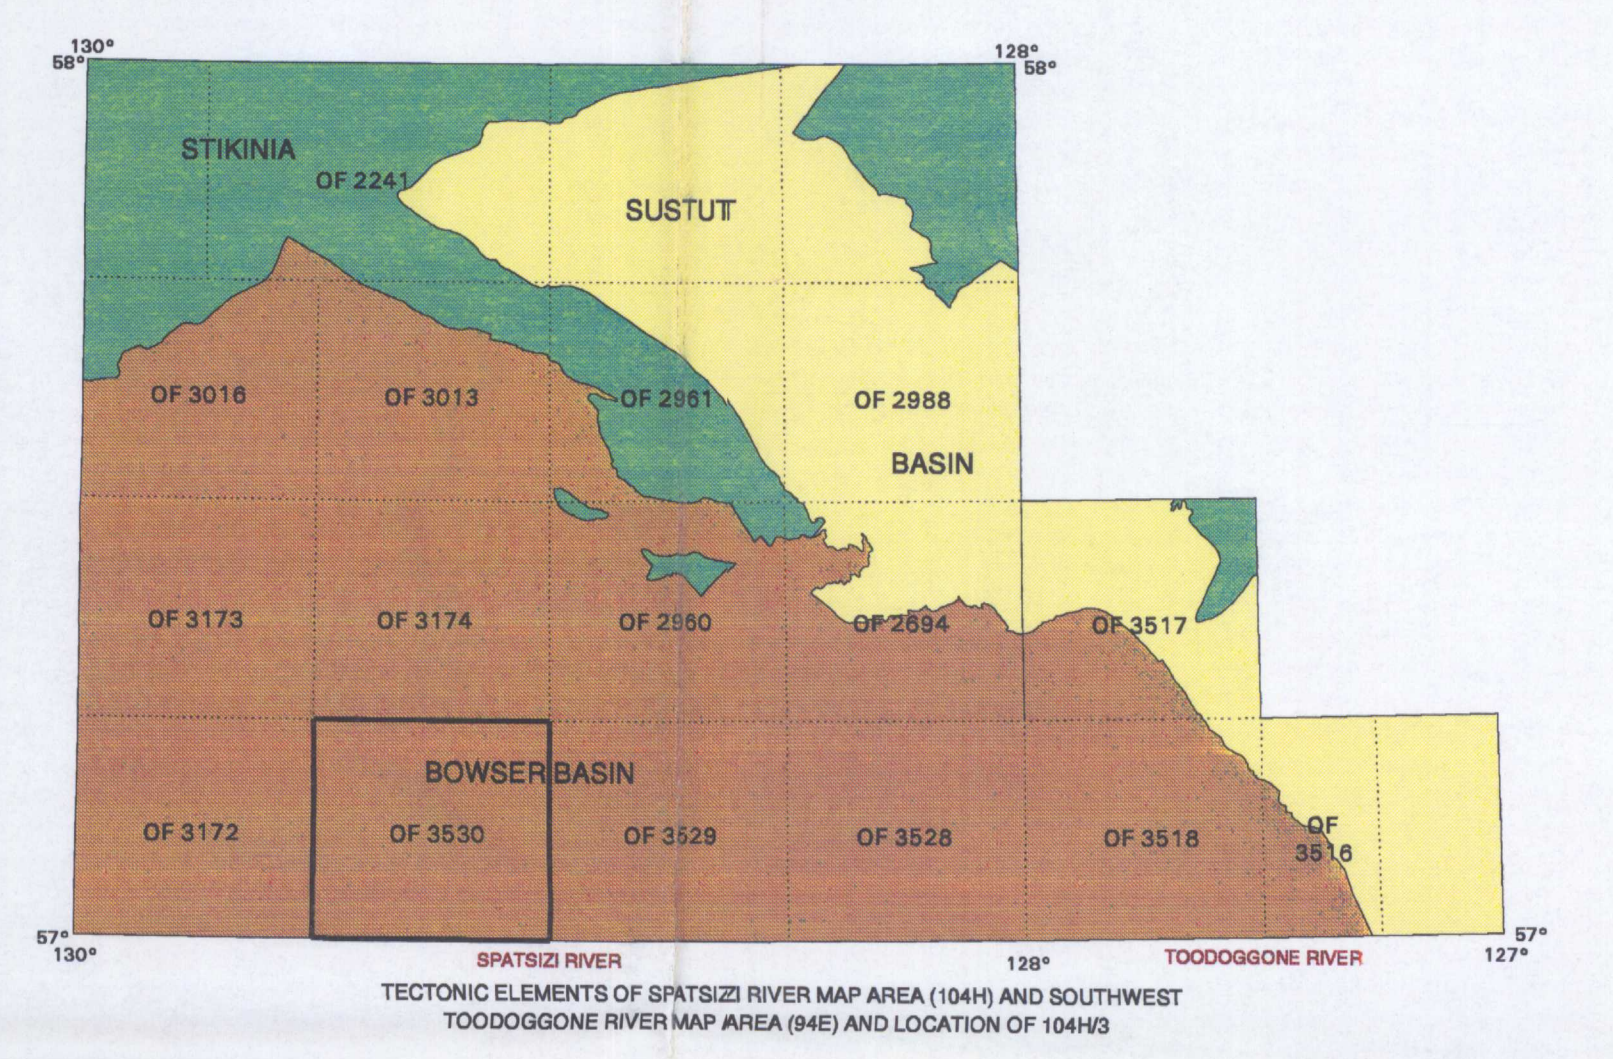 130°
128°
58°
58°
STIKINIA
OF 2241
SUSTUT
OF 3016
OF 3013
OF 2961
OF 2988
BASIN
OF 3173
OF 3174
OF 2960
OF 2694
OF 3517
BOWSER BASIN
OF 3172
OF 3530
OF 3529
OF 3528
OF 3518
OF
3516
57°
57°
130°
SPATSIZI RIVER
128°
TOODOGGONE RIVER
127°
TECTONIC ELEMENTS OF SPATSIZI RIVER MAP AREA (104H) AND SOUTHWEST
TOODOGGONE RIVER MAP AREA (94E) AND LOCATION OF 104H/3